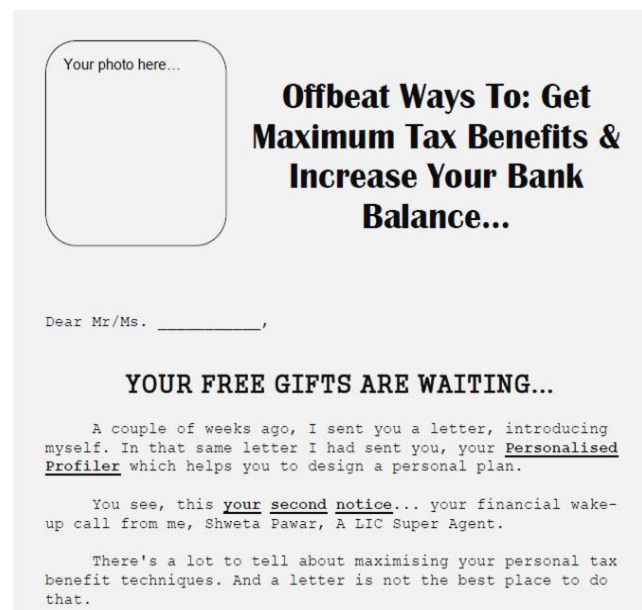 Your photo here...
Offbeat Ways To: Get
Maximum Tax Benefits &
Increase Your Bank
Balance...
Dear Mr/Ms. ___________,
YOUR FREE GIFTS ARE WAITING...
A couple of weeks ago, I sent you a letter, introducing
myself. In that same letter I had sent you, your Personalised
Profiler which helps you to design a personal plan.
You see, this your second notice... your financial wake-
up call from me, Shweta Pawar, A LIC Super Agent.
There's a lot to tell about maximising your personal tax
benefit techniques. And a letter is not the best place to do
that.